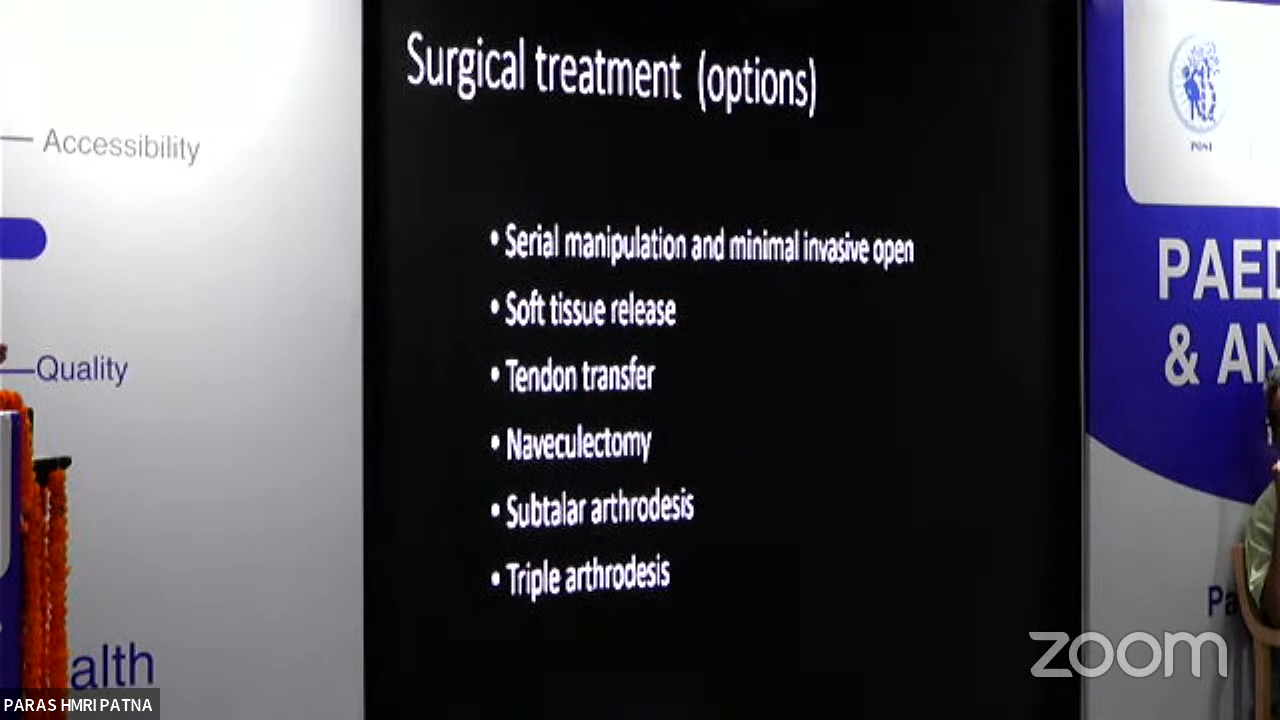 Surgical treatment (options)
• Serial manipulation and minimal invasive open
• Soft tissue release
• Tendon transfer
• Naveculectomy
• Subtalar arthrodesis
• Triple arthrodesis
Accessibility
Quality
alth
PARAS HMRI PATNA
POSI
PAED
& AN
Pa
zoom